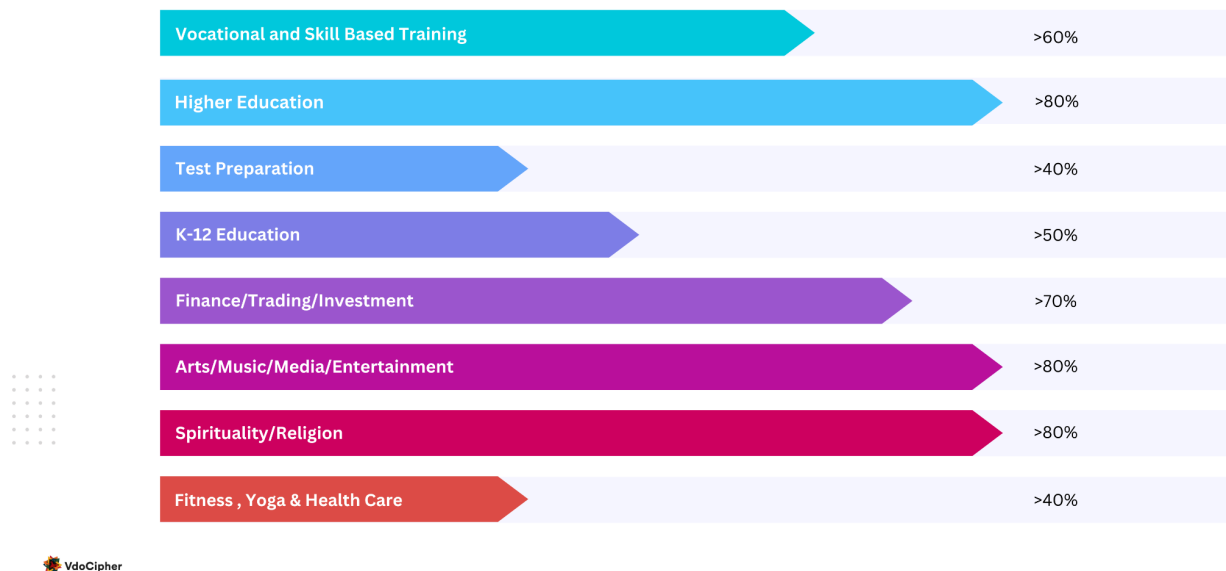 Vocational and Skill Based Training >60%
Higher Education >80%
Test Preparation >40%
K-12 Education >50%
Finance/Trading/Investment >70%
Arts/Music/Media/Entertainment >80%
Spirituality/Religion >80%
Fitness , Yoga & Health Care >40%
VdoCipher